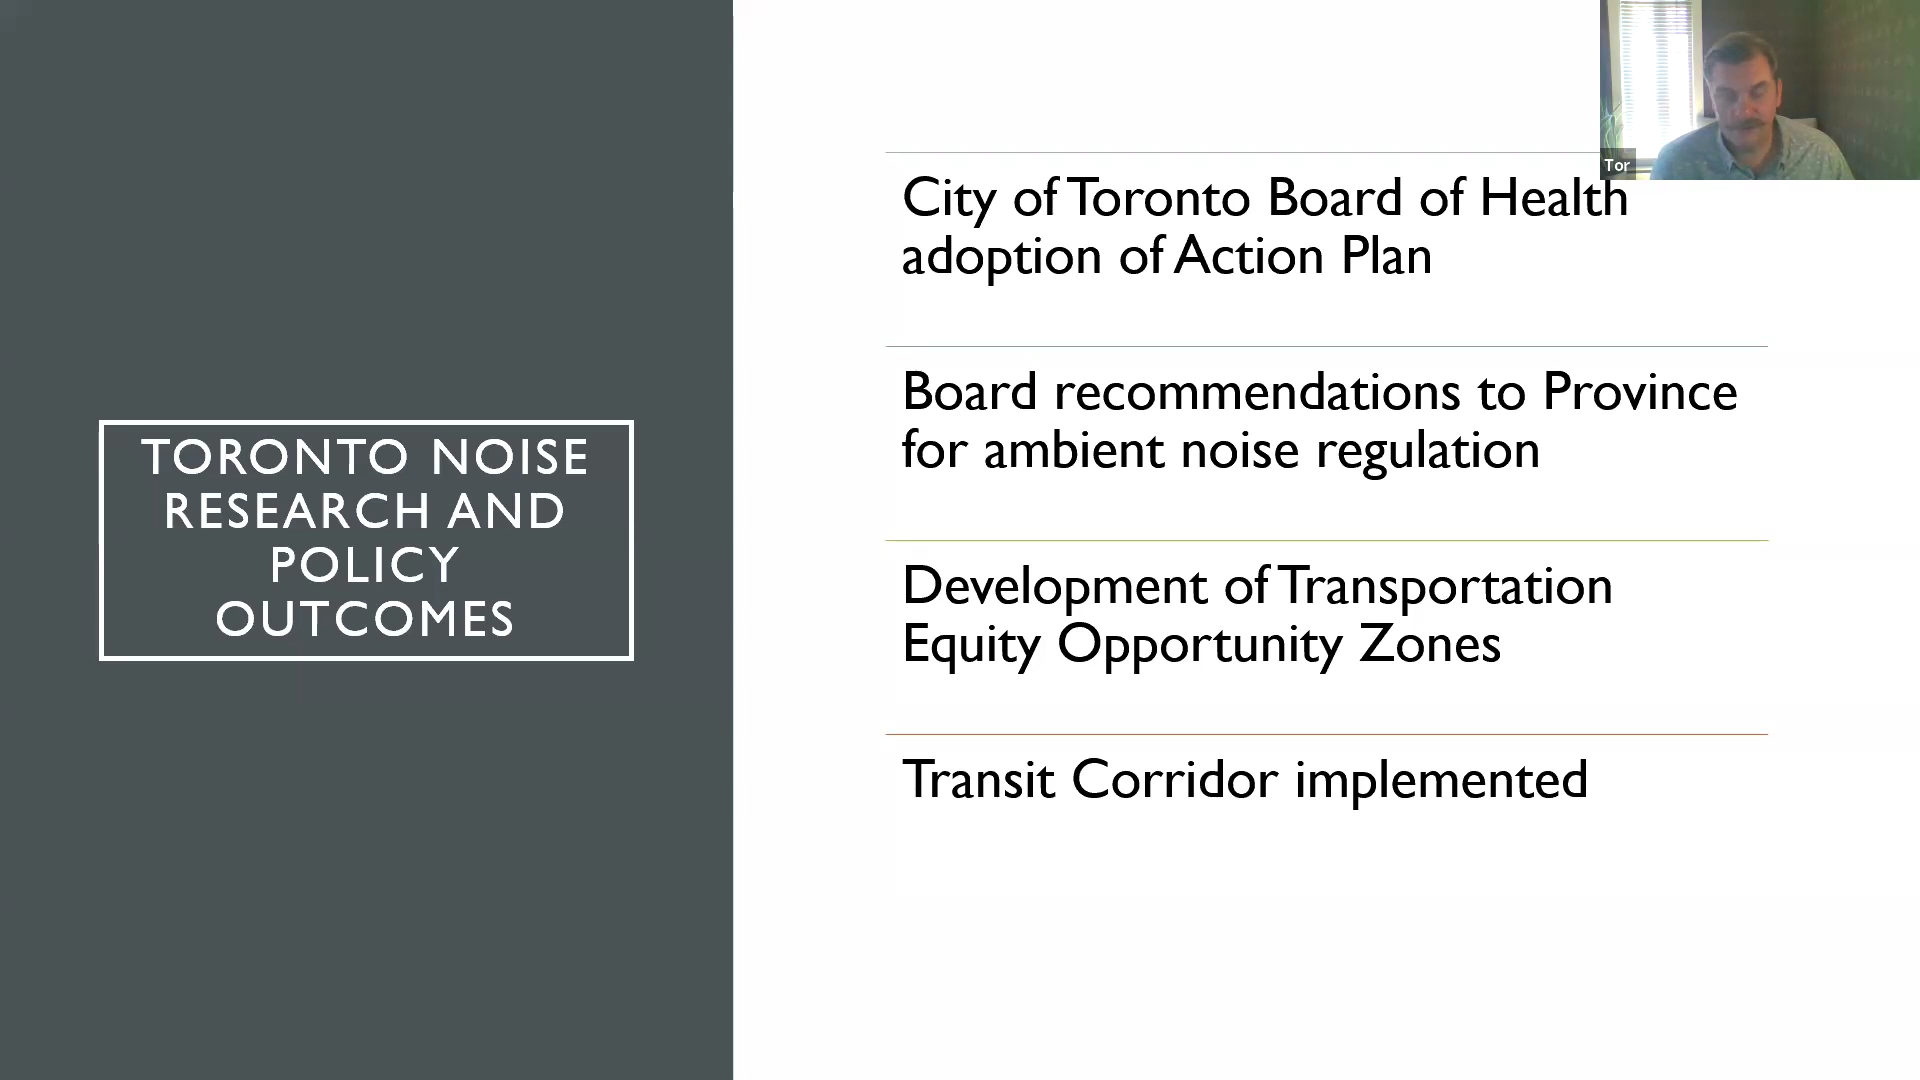 TORONTO NOISE
RESEARCH AND
POLICY
OUTCOMES
City of Toronto Board of Health
adoption of Action Plan
Board recommendations to Province
for ambient noise regulation
Development of Transportation
Equity Opportunity Zones
Transit Corridor implemented
Tor